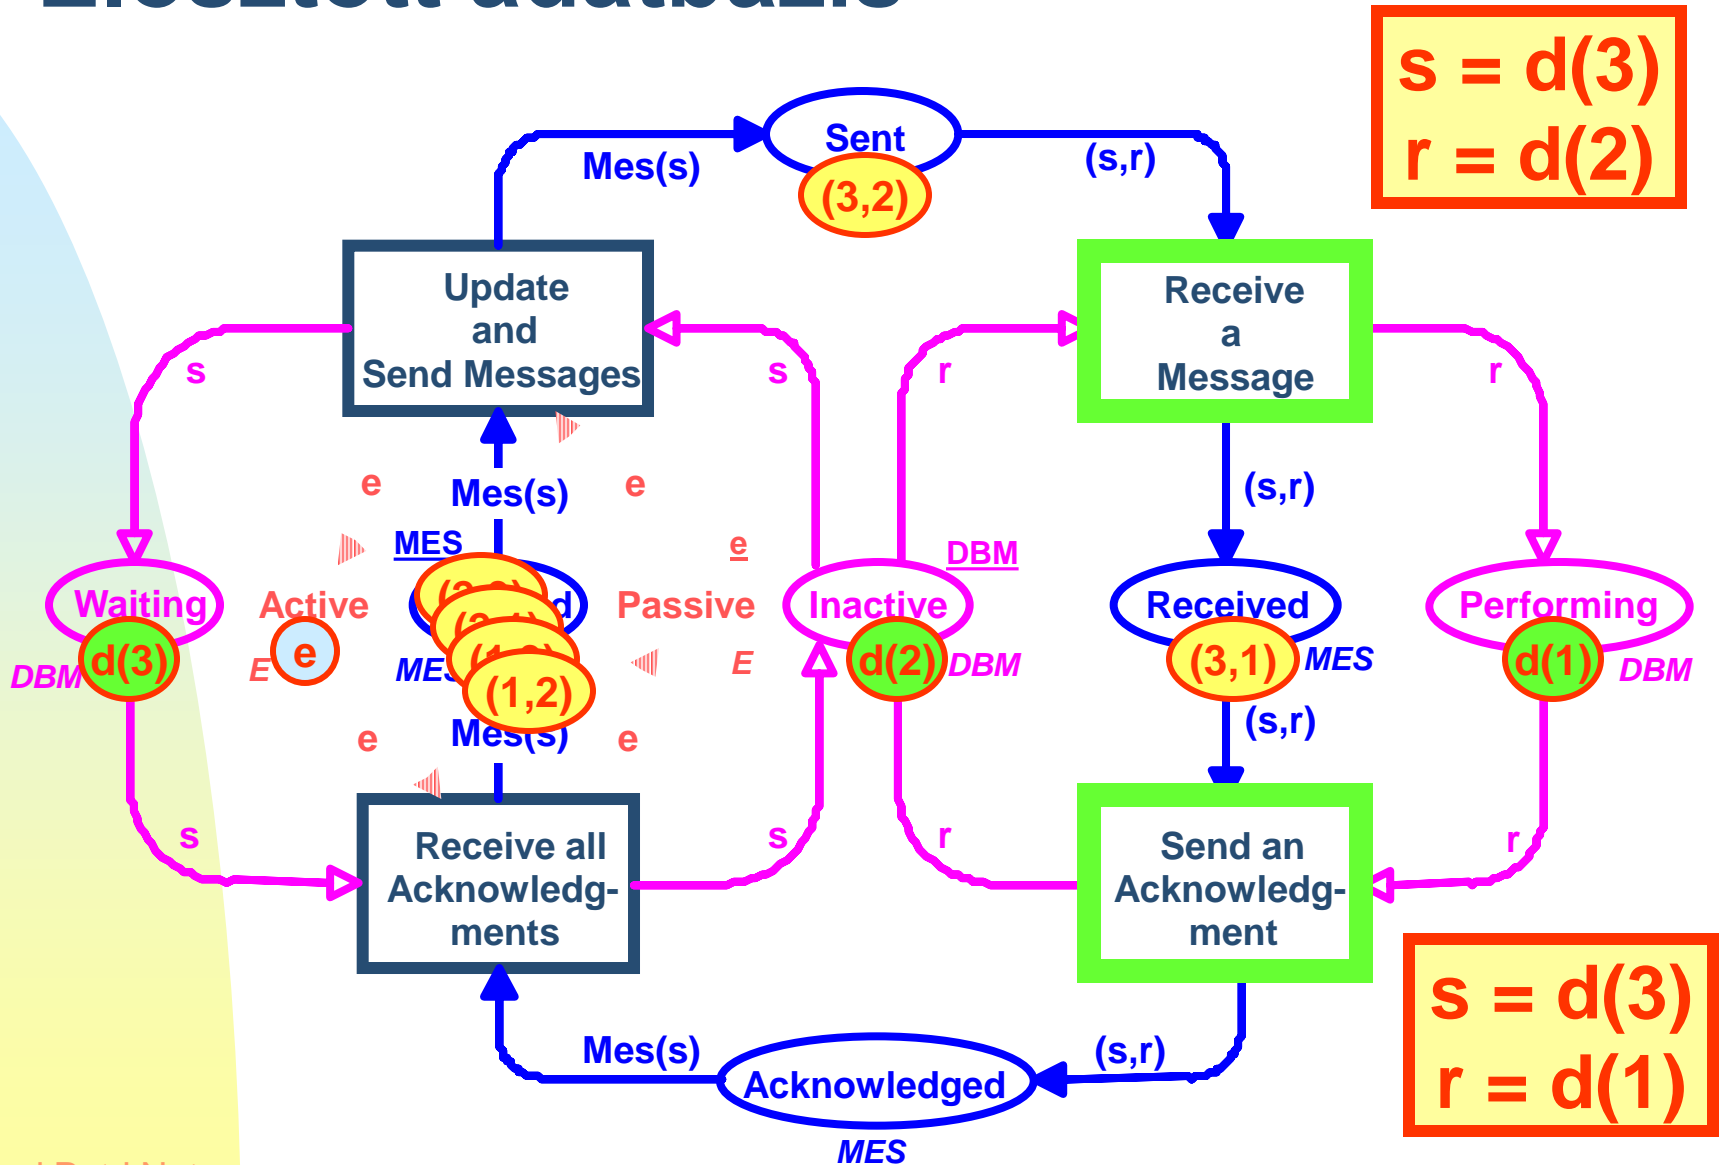 s = d(3)
r = d(2)
Sent
Mes(s)
(s,r)
(3,2)
Update
and
Send Messages
Receive
a
Message
s
s
r
r
e
Mes(s)
e
(s,r)
MES
e
DBM
Waiting
Active
Passive
Inactive
Received
Performing
d(3)
DBM
E
e
(1,2)
E
d(2)
DBM
(3,1)
MES
d(1)
DBM
e
Mes(s)
e
(s,r)
s
Receive all
Acknowledg-
ments
s
r
Send an
Acknowledg-
ment
r
s = d(3)
r = d(1)
Mes(s)
(s,r)
Acknowledged
MES